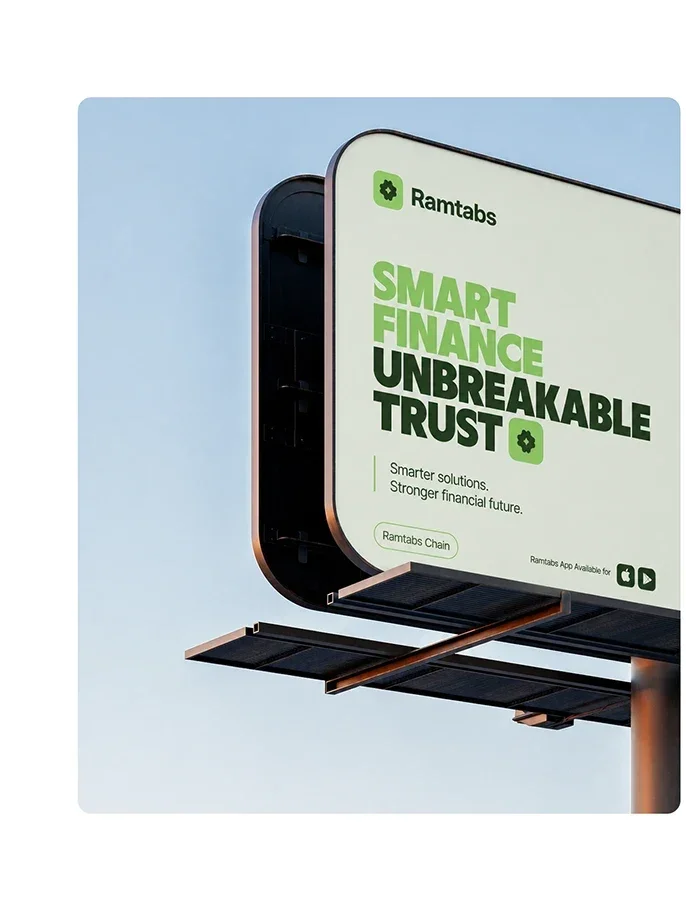 Ramtabs
SMART
FINANCE
UNBREAKABLE
TRUST
Smarter solutions.
Stronger financial future.
Ramtabs Chain
Ramtabs App Available for